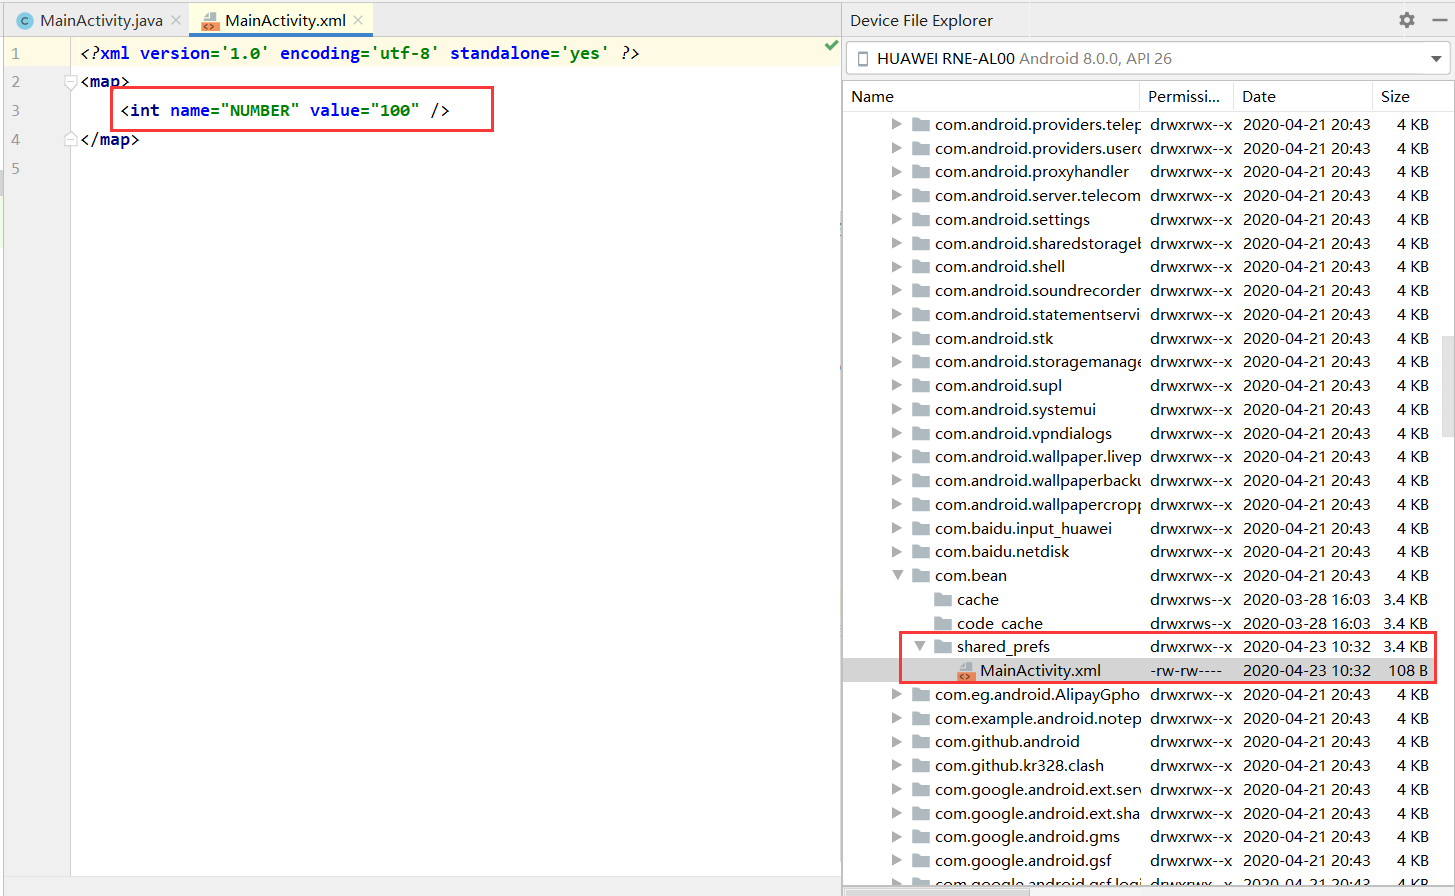 MainActivity.java
MainActivity.xml
1 <?xml version='1.0' encoding='utf-8' standalone='yes' ?>
2 <map>
3 <int name="NUMBER" value="100" />
4 </map>
5
Device File Explorer
HUAWEI RNE-AL00 Android 8.0.0, API 26
Name Permissi... Date Size
com.android.providers.telep drwxrwx--x 2020-04-21 20:43 4 KB
com.android.providers.userd drwxrwx--x 2020-04-21 20:43 4 KB
com.android.proxyhandler drwxrwx--x 2020-04-21 20:43 4 KB
com.android.server.telecom drwxrwx--x 2020-04-21 20:43 4 KB
com.android.settings drwxrwx--x 2020-04-21 20:43 4 KB
com.android.sharedstorageb drwxrwx--x 2020-04-21 20:43 4 KB
com.android.shell drwxrwx--x 2020-04-21 20:43 4 KB
com.android.soundrecorder drwxrwx--x 2020-04-21 20:43 4 KB
com.android.statementservi drwxrwx--x 2020-04-21 20:43 4 KB
com.android.stk drwxrwx--x 2020-04-21 20:43 4 KB
com.android.storagemanage drwxrwx--x 2020-04-21 20:43 4 KB
com.android.supl drwxrwx--x 2020-04-21 20:43 4 KB
com.android.systemui drwxrwx--x 2020-04-21 20:43 4 KB
com.android.vpndialogs drwxrwx--x 2020-04-21 20:43 4 KB
com.android.wallpaper.livep drwxrwx--x 2020-04-21 20:43 4 KB
com.android.wallpaperbacku drwxrwx--x 2020-04-21 20:43 4 KB
com.android.wallpapercropp drwxrwx--x 2020-04-21 20:43 4 KB
com.baidu.input_huawei drwxrwx--x 2020-04-21 20:43 4 KB
com.baidu.netdisk drwxrwx--x 2020-04-21 20:43 4 KB
com.bean drwxrwx--x 2020-04-21 20:43 4 KB
cache drwxrws--x 2020-03-28 16:03 3.4 KB
code_cache drwxrws--x 2020-03-28 16:03 3.4 KB
shared_prefs drwxrwx--x 2020-04-23 10:32 3.4 KB
MainActivity.xml -rw-rw---- 2020-04-23 10:32 108 B
com.eg.android.AlipayGpho drwxrwx--x 2020-04-21 20:43 4 KB
com.example.android.notep drwxrwx--x 2020-04-21 20:43 4 KB
com.github.android drwxrwx--x 2020-04-21 20:43 4 KB
com.github.kr328.clash drwxrwx--x 2020-04-21 20:43 4 KB
com.google.android.ext.serv drwxrwx--x 2020-04-21 20:43 4 KB
com.google.android.ext.sha drwxrwx--x 2020-04-21 20:43 4 KB
com.google.android.gms drwxrwx--x 2020-04-21 20:43 4 KB
com.google.android.gsf drwxrwx--x 2020-04-21 20:43 4 KB
com.google.android.gsf.logi drwxrwx--x 2020-04-21 20:43 4 KB